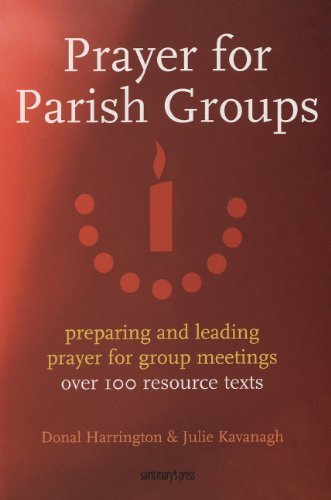 Prayer for
Parish Groups
preparing and leading
prayer for group meetings
over 100 resource texts
Donal Harrington & Julie Kavanagh
saint mary's press